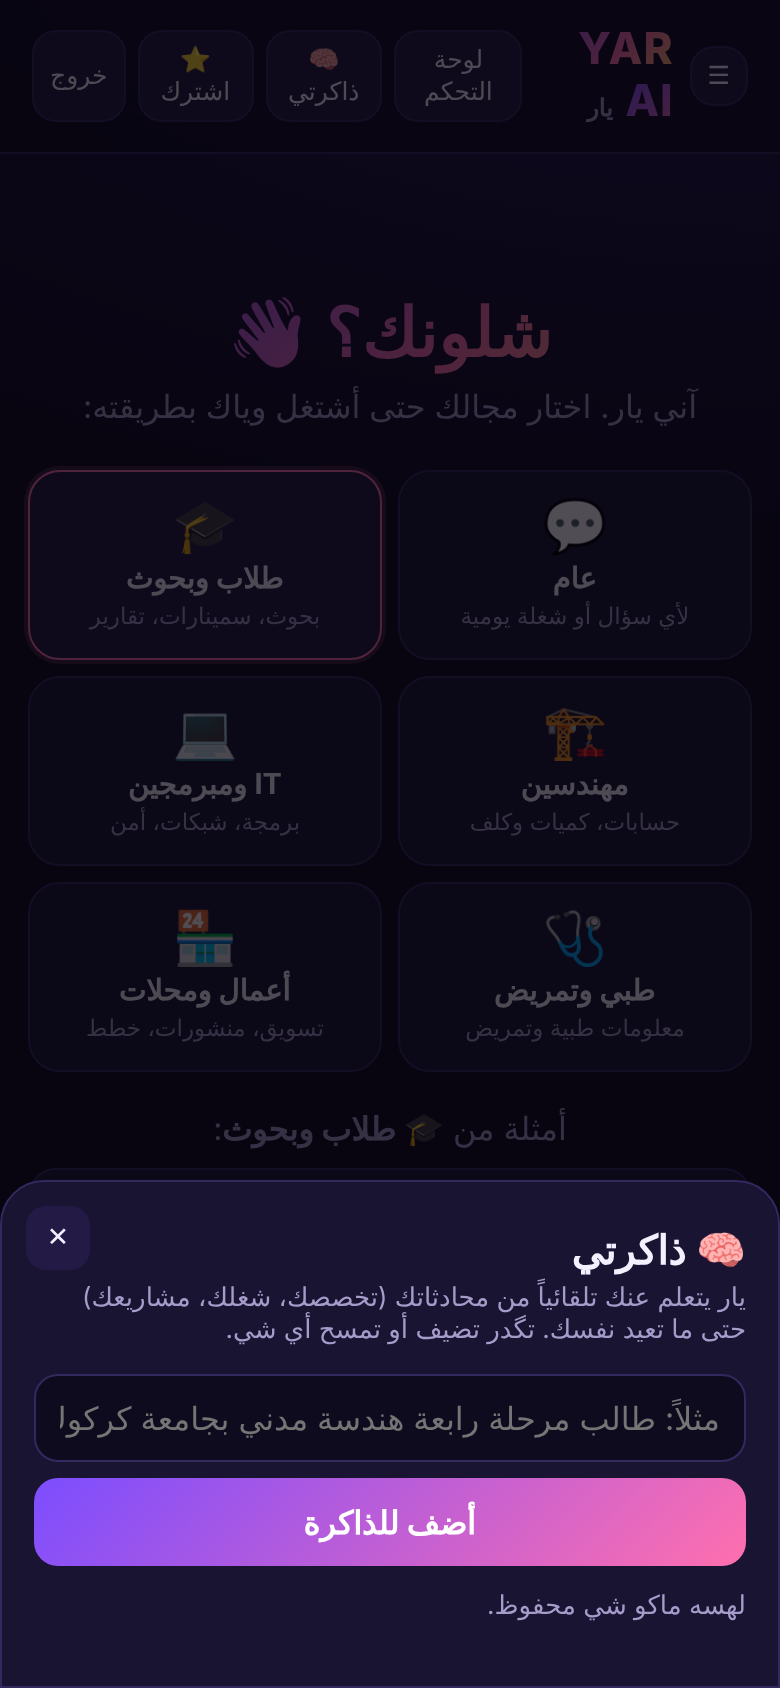 ☰
YAR
AI يار
لوحة
التحكم
🧠
ذاكرتي
⭐
اشترك
خروج
شلونك؟ 👋
آني يار. اختار مجالك حتى أشتغل وياك بطريقته:
💬
عام
لأي سؤال أو شغلة يومية
🎓
طلاب وبحوث
بحوث، سمينارات، تقارير
🏗️
مهندسين
حسابات، كميات وكلف
💻
IT ومبرمجين
برمجة، شبكات، أمن
🩺
طبي وتمريض
معلومات طبية وتمريض
🏪
أعمال ومحلات
تسويق، منشورات، خطط
أمثلة من 🎓 طلاب وبحوث:
✕
🧠 ذاكرتي
يار يتعلم عنك تلقائياً من محادثاتك (تخصصك، شغلك، مشاريعك)
حتى ما تعيد نفسك. تگدر تضيف أو تمسح أي شي.
مثلاً: طالب مرحلة رابعة هندسة مدني بجامعة كركو
أضف للذاكرة
لهسه ماكو شي محفوظ.